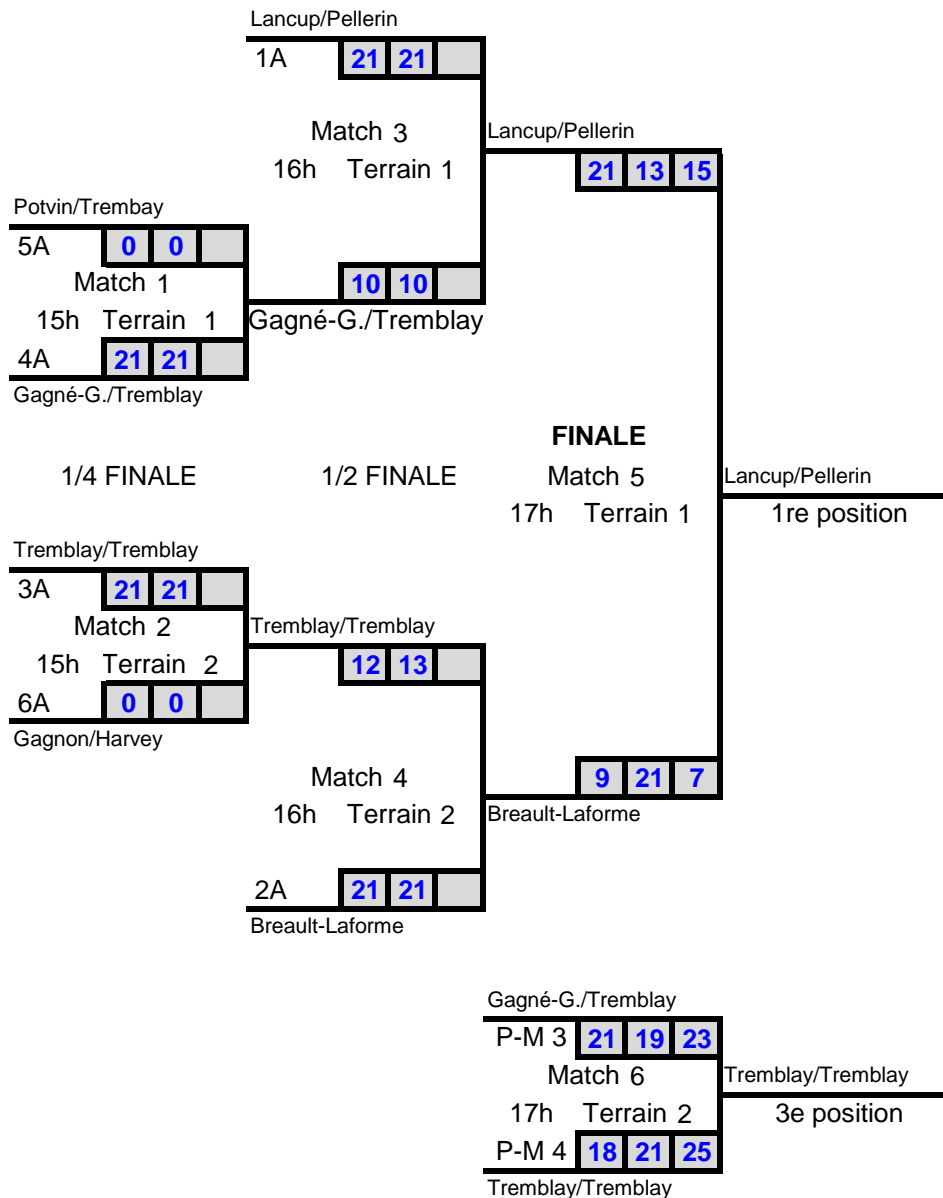 Lancup/Pellerin
1A 21 21
Match 3
16h Terrain 1
Lancup/Pellerin
21 13 15
Potvin/Trembay
5A 0 0
Match 1
15h Terrain 1
4A 21 21
Gagné-G./Tremblay
10 10
Gagné-G./Tremblay
FINALE
1/4 FINALE 1/2 FINALE Match 5
17h Terrain 1
Lancup/Pellerin
1re position
Tremblay/Tremblay
3A 21 21
Match 2
15h Terrain 2
6A 0 0
Gagnon/Harvey
Tremblay/Tremblay
12 13
Match 4
16h Terrain 2
9 21 7
Breault-Laforme
2A 21 21
Breault-Laforme
Gagné-G./Tremblay
P-M 3 21 19 23
Match 6
17h Terrain 2
P-M 4 18 21 25
Tremblay/Tremblay
Tremblay/Tremblay
3e position